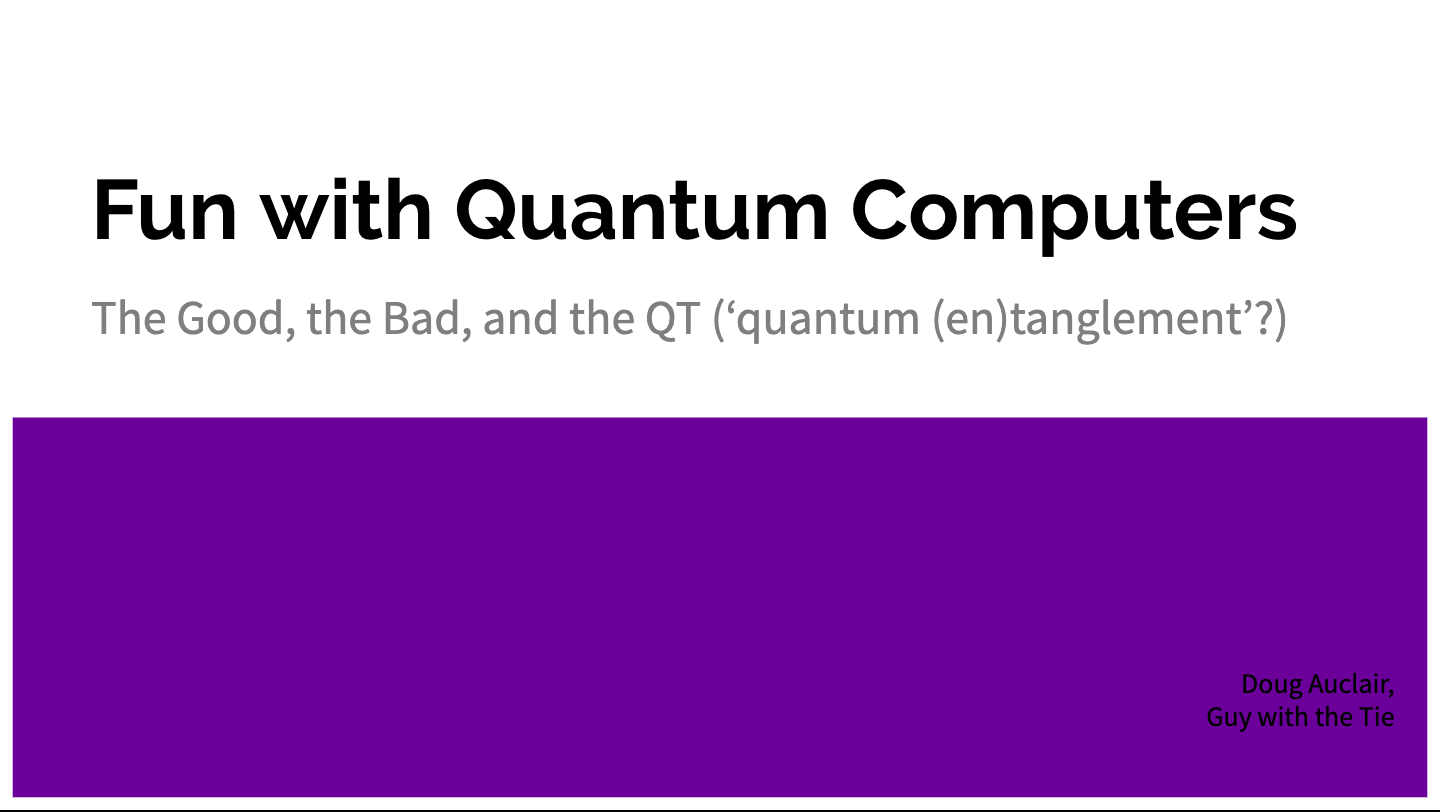 Fun with Quantum Computers
The Good, the Bad, and the QT (‘quantum (en)tanglement’?)
Doug Auclair,
Guy with the Tie